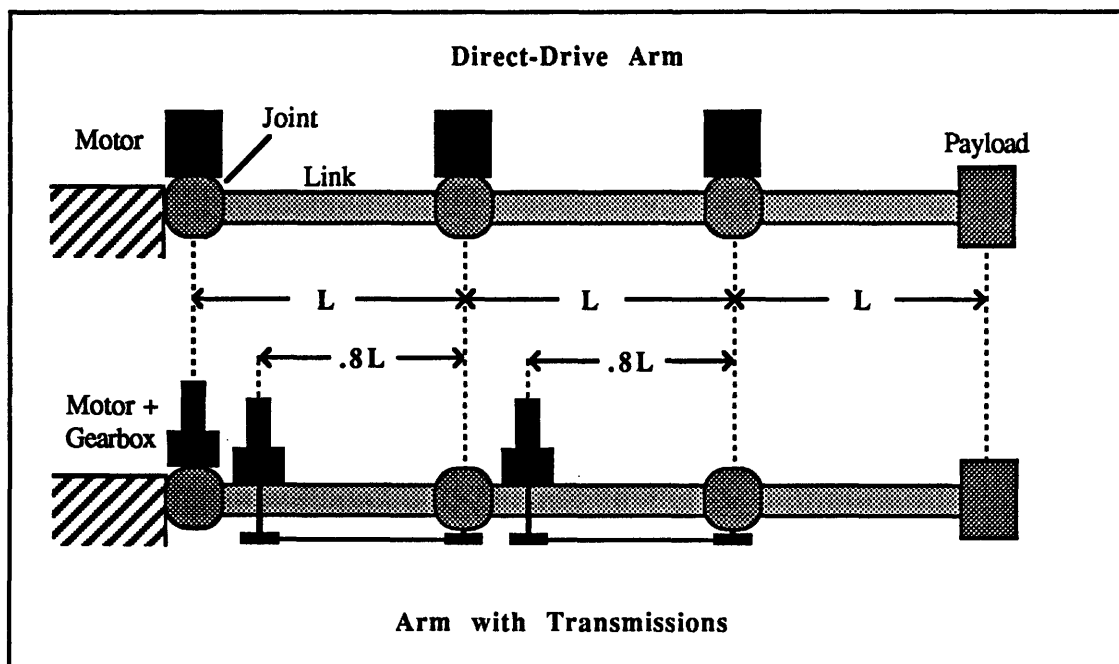 Direct-Drive Arm
Motor
Joint
Link
Payload
L
L
L
.8L
.8L
Motor +
Gearbox
Arm with Transmissions